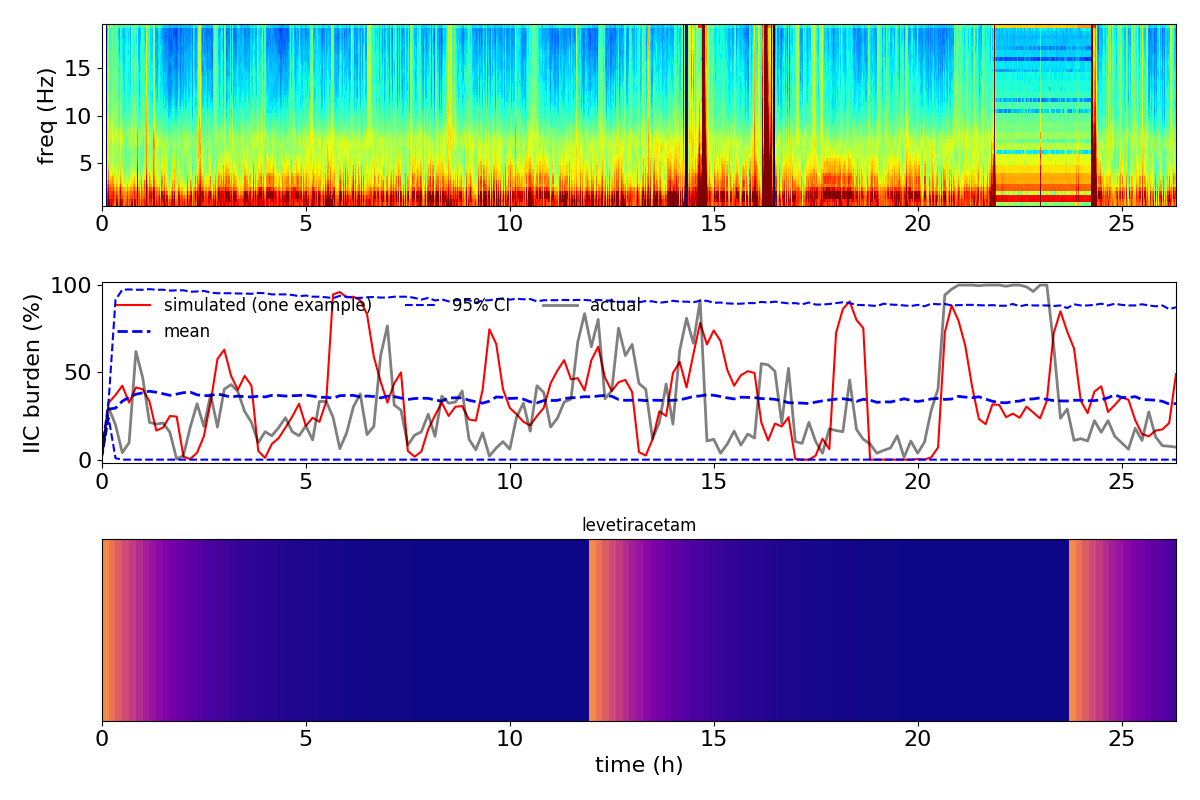 freq (Hz)
15
10
5
0 5 10 15 20 25
IIC burden (%)
100
50
0
simulated (one example) 95% CI actual
mean
0 5 10 15 20 25
levetiracetam
0 5 10 15 20 25
time (h)